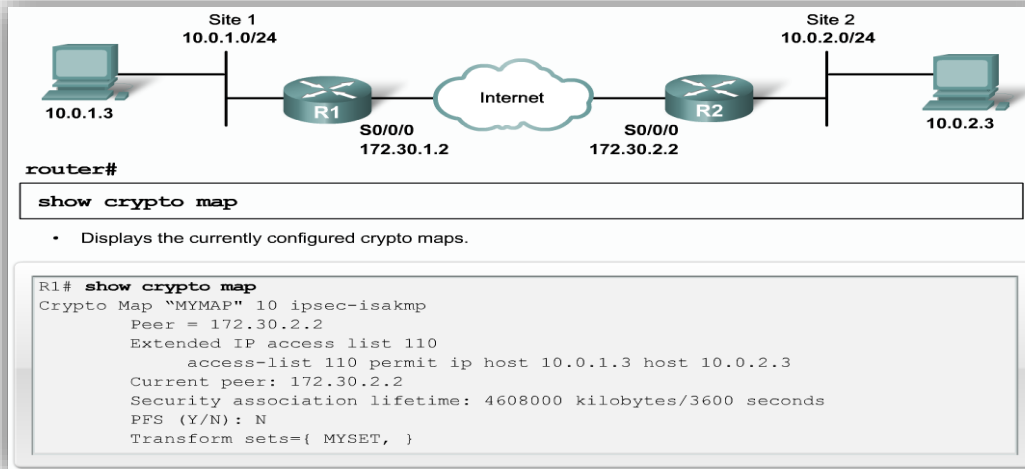 Site 1
10.0.1.0/24
Site 2
10.0.2.0/24
10.0.1.3
R1
Internet
R2
10.0.2.3
S0/0/0
172.30.1.2
S0/0/0
172.30.2.2
router#
show crypto map
• Displays the currently configured crypto maps.
R1# show crypto map
Crypto Map “MYMAP" 10 ipsec-isakmp
Peer = 172.30.2.2
Extended IP access list 110
access-list 110 permit ip host 10.0.1.3 host 10.0.2.3
Current peer: 172.30.2.2
Security association lifetime: 4608000 kilobytes/3600 seconds
PFS (Y/N): N
Transform sets={ MYSET, }